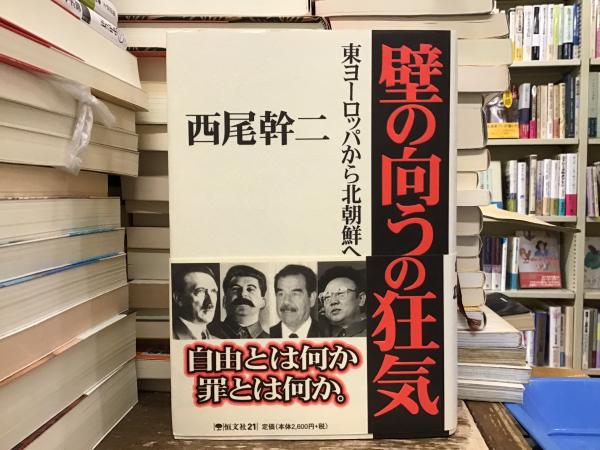 壁の向うの狂気
東ヨーロッパから北朝鮮へ
西尾幹二
自由とは何か
罪とは何か。
恒文社21
定価(本体2,600円+税)